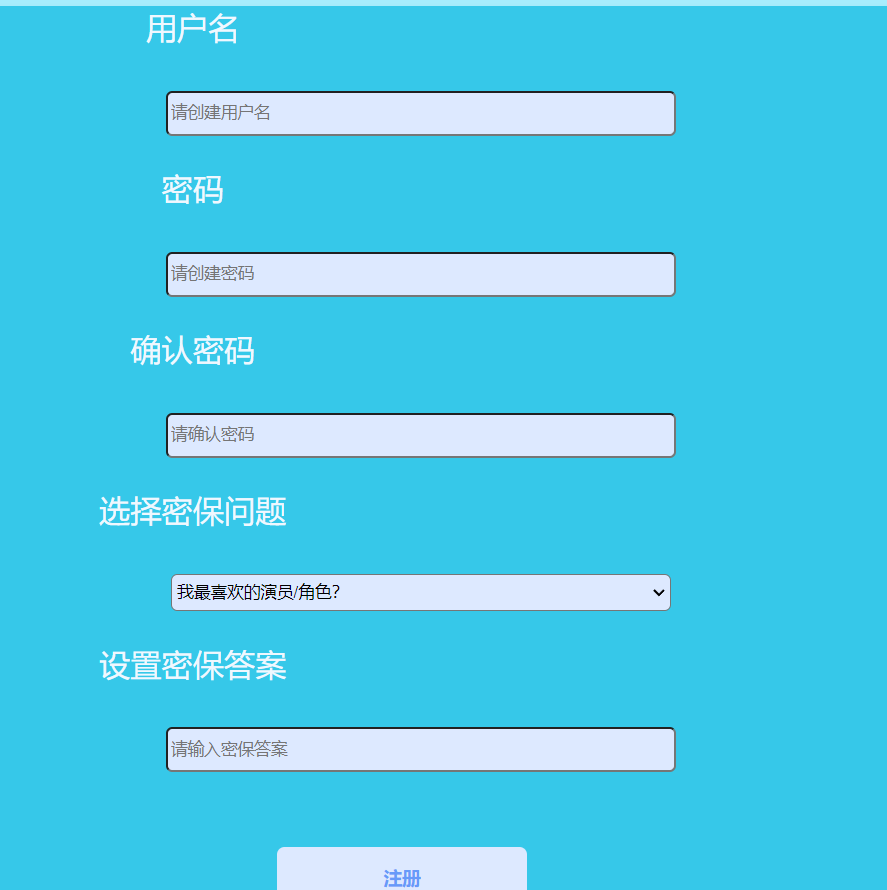 用户名
请创建用户名
密码
请创建密码
确认密码
请确认密码
选择密保问题
我最喜欢的演员/角色?
设置密保答案
请输入密保答案
注册